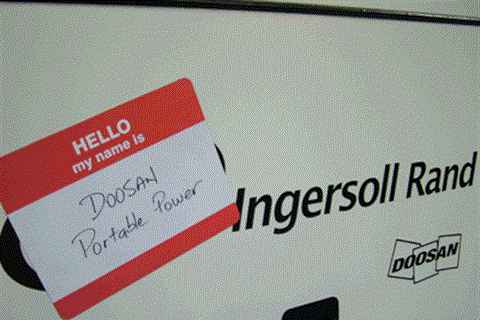 HELLO
my name is
DOOSAN
Portable Power
Ingersoll Rand
DOOSAN